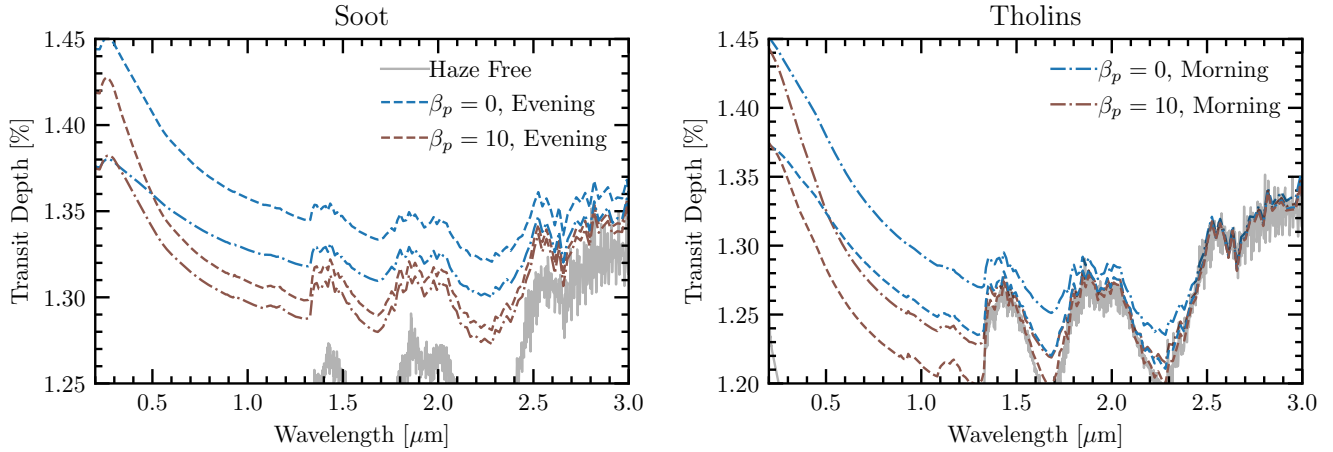 Soot
Transit Depth [%]
1.45
1.40
1.35
1.30
1.25
Haze Free
β_p = 0, Evening
β_p = 10, Evening
0.5 1.0 1.5 2.0 2.5 3.0
Wavelength [μm]
Tholins
Transit Depth [%]
1.45
1.40
1.35
1.30
1.25
1.20
β_p = 0, Morning
β_p = 10, Morning
0.5 1.0 1.5 2.0 2.5 3.0
Wavelength [μm]